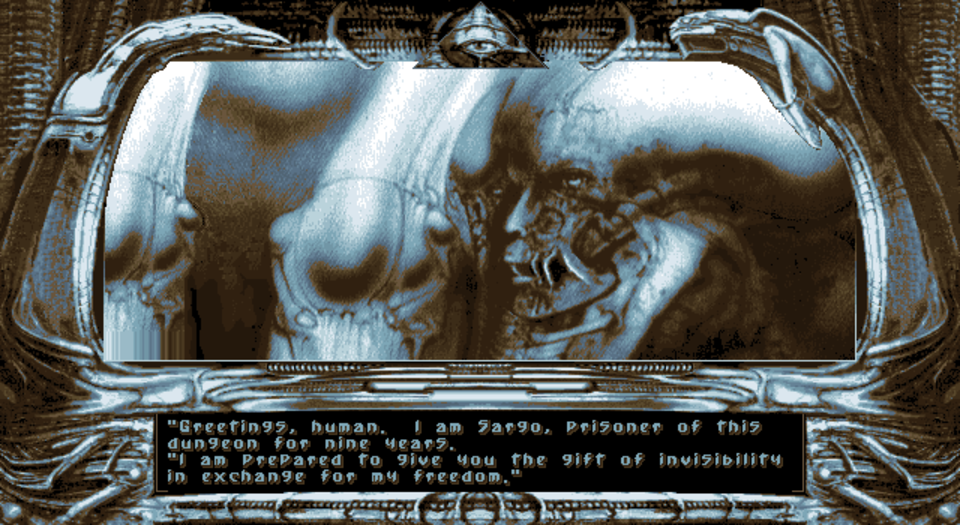 "Greetings, human.  I am Sargo, prisoner of this
dungeon for nine years.
"I am prepared to give you the gift of invisibility
in exchange for my freedom."